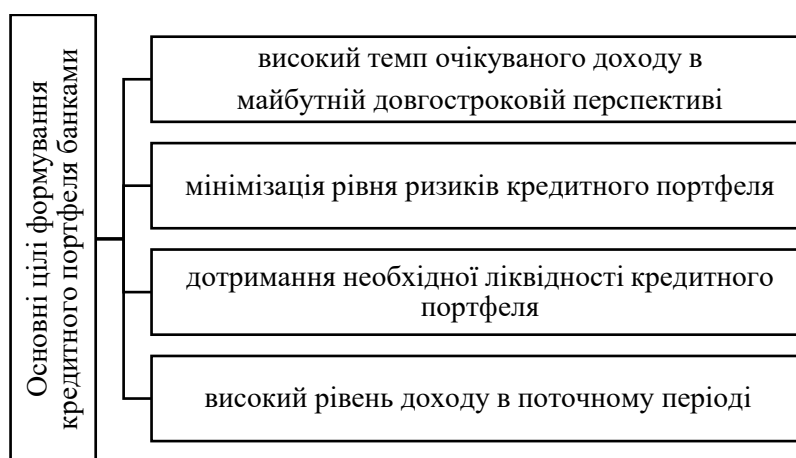 Основні цілі формування
кредитного портфеля банками
високий темп очікуваного доходу в
майбутній довгостроковій перспективі
мінімізація рівня ризиків кредитного портфеля
дотримання необхідної ліквідності кредитного
портфеля
високий рівень доходу в поточному періоді